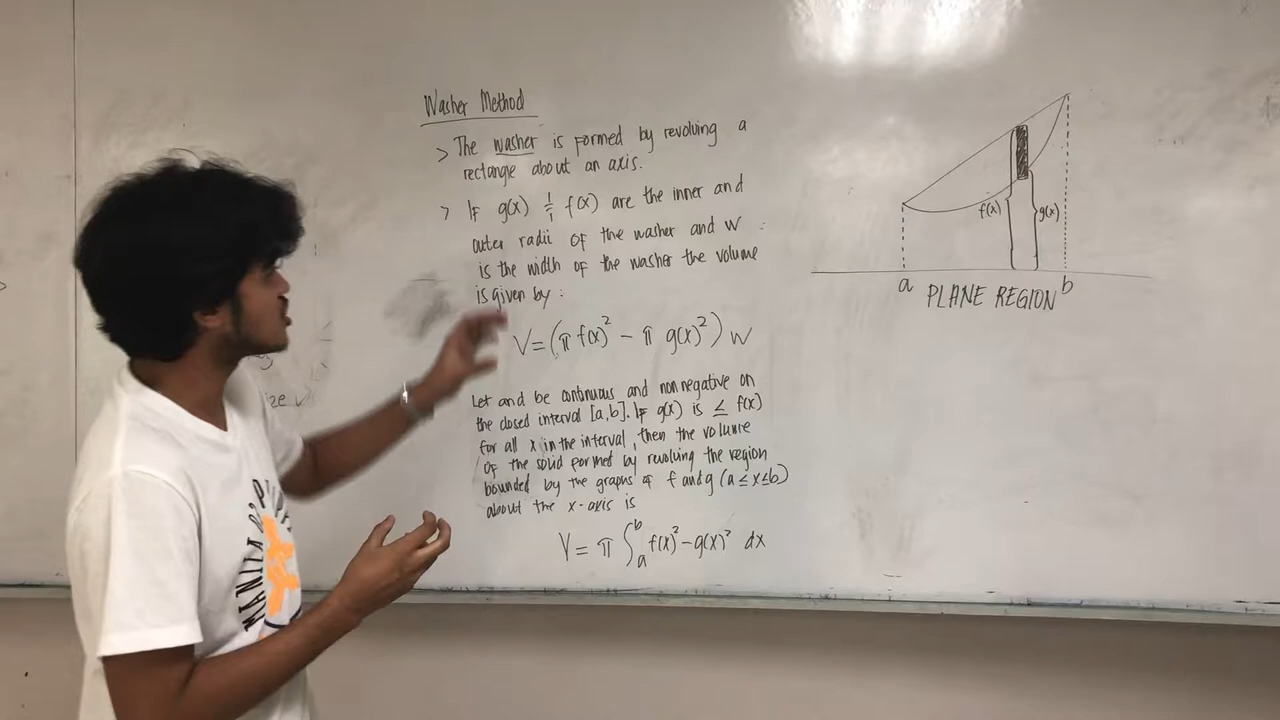 Washer Method
> The washer is formed by revolving a
rectangle about an axis.
> If g(x) & f(x) are the inner and
outer radii of the washer and w
is the width of the washer the volume
is given by:
V=(π f(x)² - π g(x)²) w
Let and be continuous and nonnegative on
the closed interval [a,b]. If g(x) is ≤ f(x)
for all x in the interval, then the volume
of the solid formed by revolving the region
bounded by the graphs of f and g (a≤x≤b)
about the x-axis is
V = π ∫ₐᵇ f(x)² - g(x)² dx
f(x)
g(x)
a
b
PLANE REGION
MANILA
ize